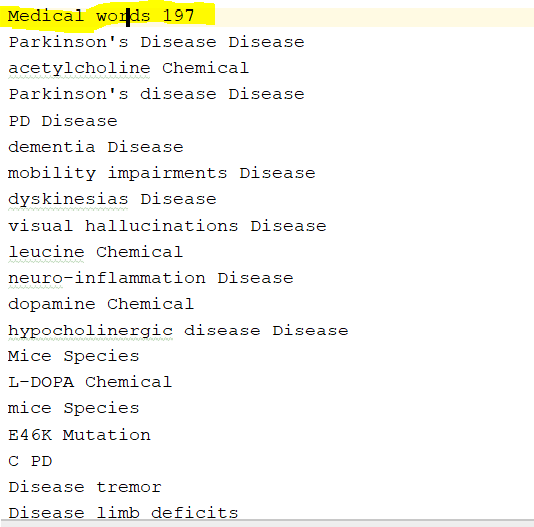 Medical words 197
Parkinson's Disease Disease
acetylcholine Chemical
Parkinson's disease Disease
PD Disease
dementia Disease
mobility impairments Disease
dyskinesias Disease
visual hallucinations Disease
leucine Chemical
neuro-inflammation Disease
dopamine Chemical
hypocholinergic disease Disease
Mice Species
L-DOPA Chemical
mice Species
E46K Mutation
C PD
Disease tremor
Disease limb deficits